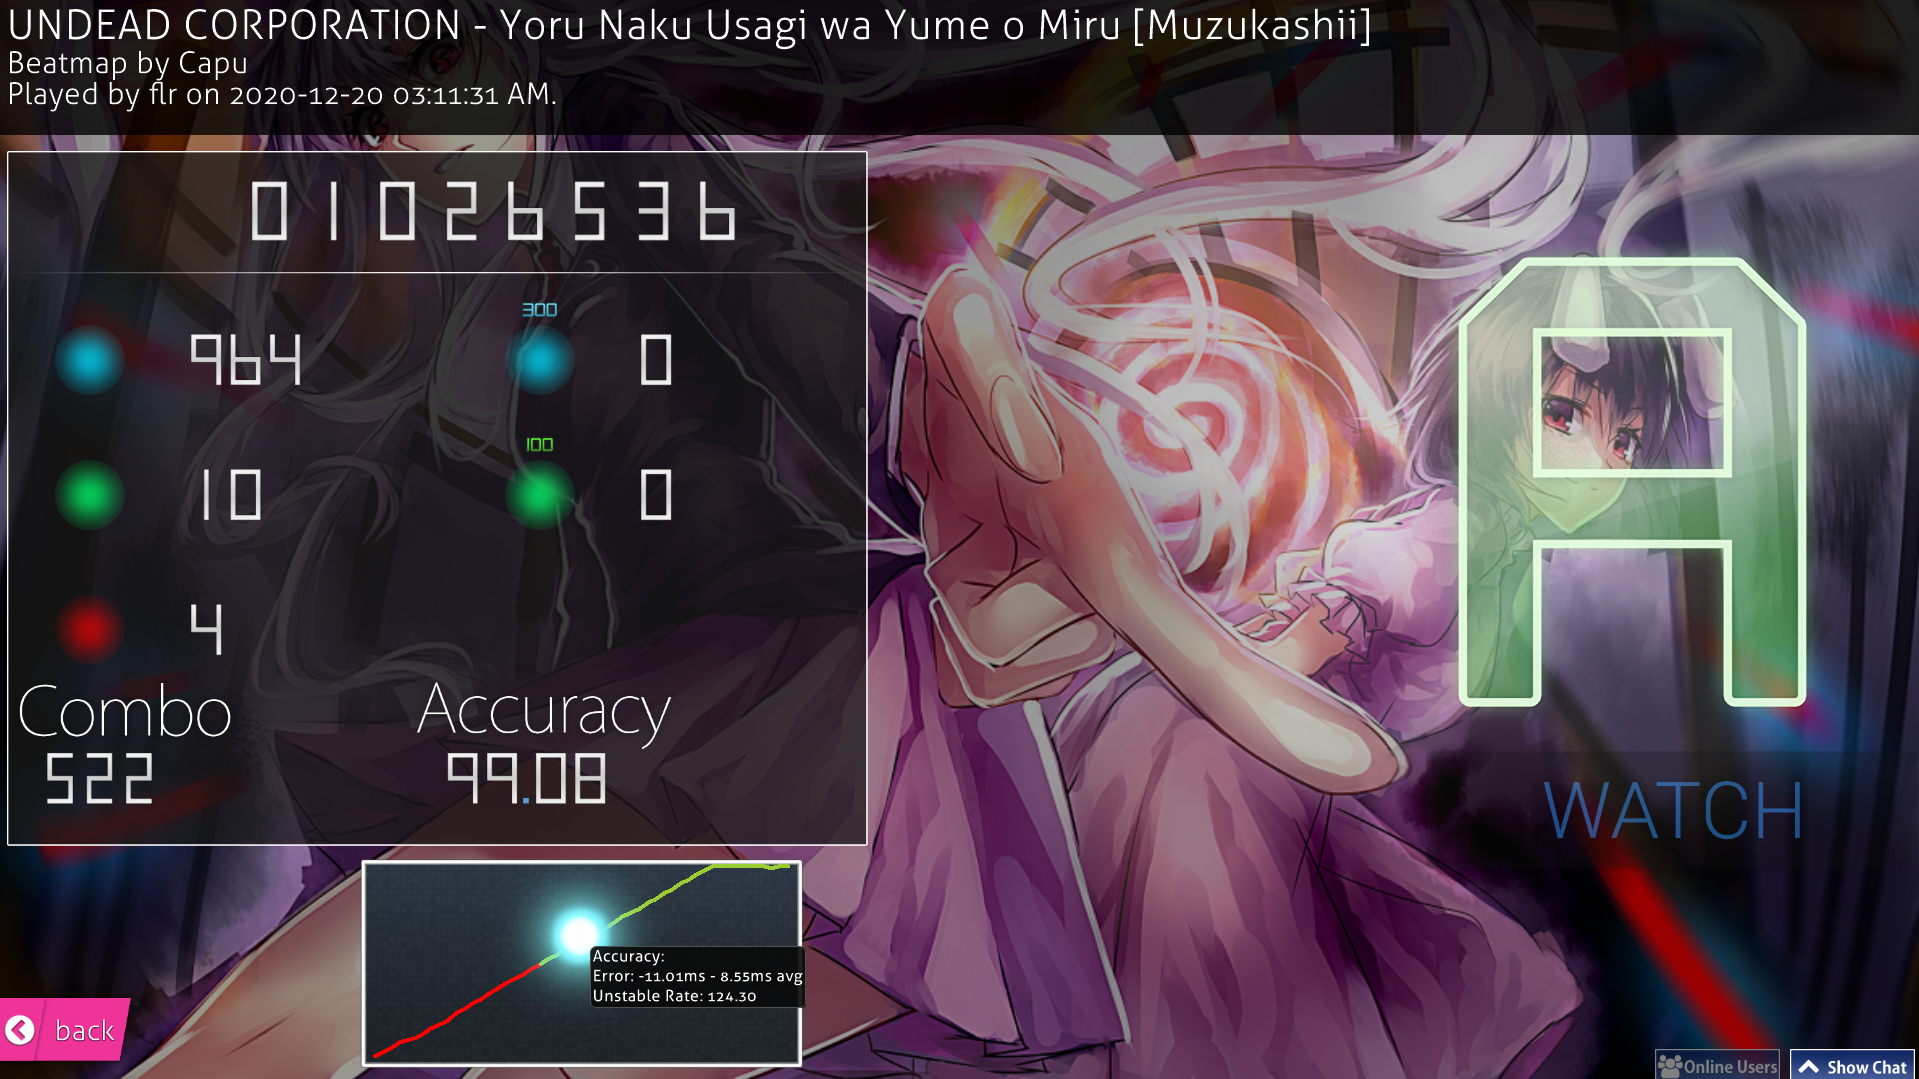 UNDEAD CORPORATION - Yoru Naku Usagi wa Yume o Miru [Muzukashii]
Beatmap by Capu
Played by flr on 2020-12-20 03:11:31 AM.
01026536
300
964
0
100
10
0
4
Combo
Accuracy
522
99.08
A
WATCH
Accuracy:
Error: -11.01ms - 8.55ms avg
Unstable Rate: 124.30
back
Online Users
Show Chat